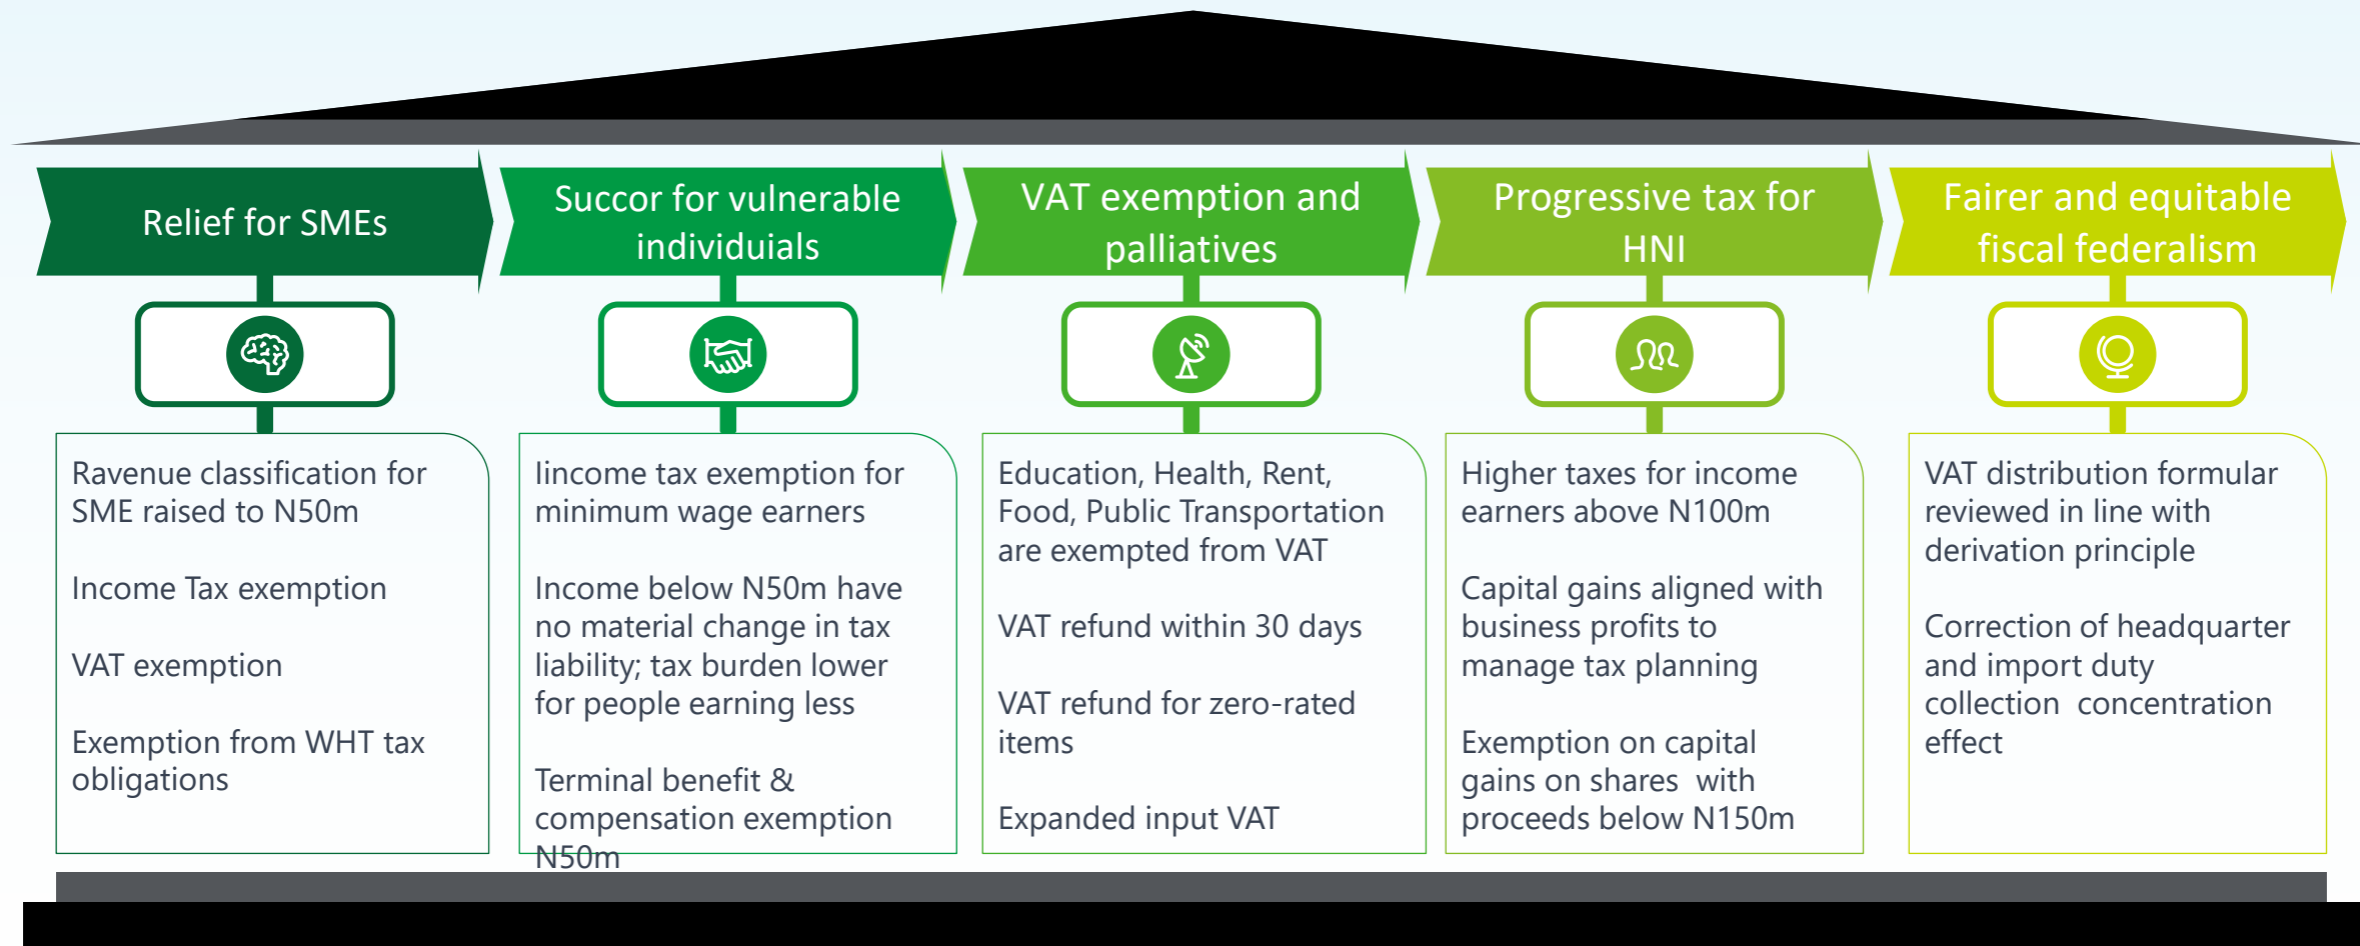 Relief for SMEs
Succor for vulnerable
individuials
VAT exemption and
palliatives
Progressive tax for
HNI
Fairer and equitable
fiscal federalism
Ravenue classification for
SME raised to N50m
Income Tax exemption
VAT exemption
Exemption from WHT tax
obligations
Iincome tax exemption for
minimum wage earners
Income below N50m have
no material change in tax
liability; tax burden lower
for people earning less
Terminal benefit &
compensation exemption
N50m
Education, Health, Rent,
Food, Public Transportation
are exempted from VAT
VAT refund within 30 days
VAT refund for zero-rated
items
Expanded input VAT
Higher taxes for income
earners above N100m
Capital gains aligned with
business profits to
manage tax planning
Exemption on capital
gains on shares  with
proceeds below N150m
VAT distribution formular
reviewed in line with
derivation principle
Correction of headquarter
and import duty
collection  concentration
effect